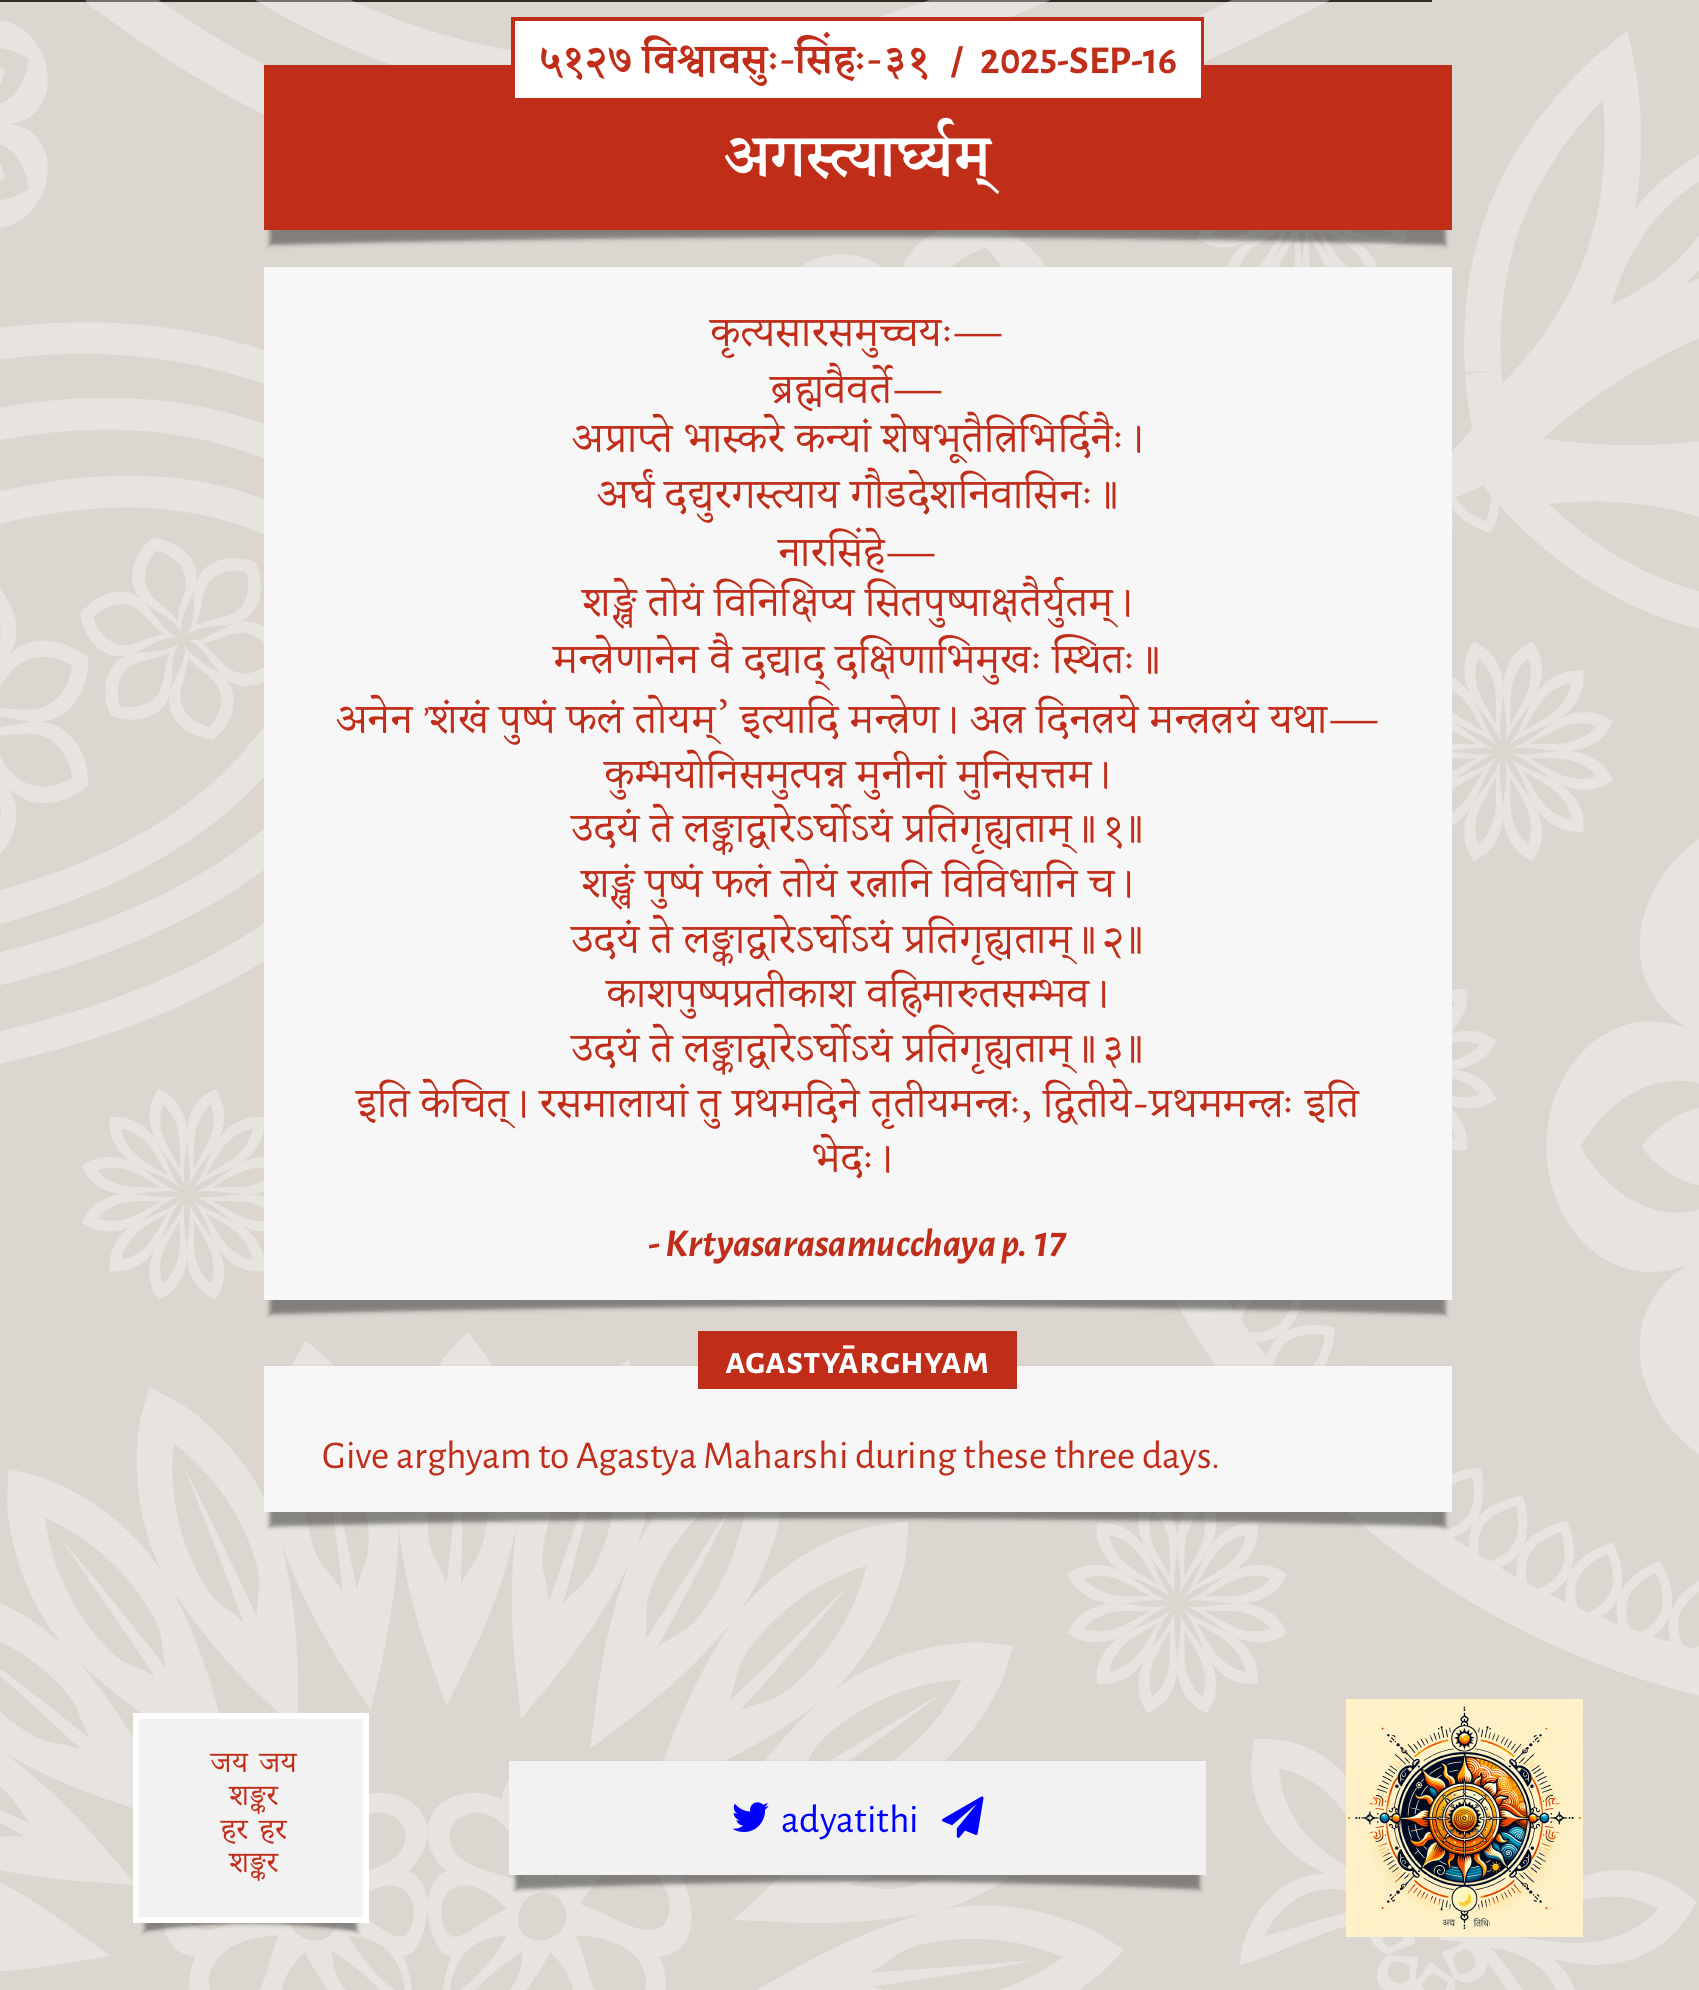 ५१२७ विश्वावसुः-सिंहः-३१ / 2025-SEP-16
अगस्त्यार्घ्यम्
कृत्यसारसमुच्चयः—
ब्रह्मवैवर्ते—
अप्राप्ते भास्करे कन्यां शेषभूतैत्रिभिर्दिनैः।
अर्घं दद्युरगस्त्याय गौडदेशनिवासिनः॥
नारसिंहे—
शङ्खे तोयं विनिक्षिप्य सितपुष्पाक्षतैर्युतम्।
मन्त्रेणानेन वै दद्याद् दक्षिणाभिमुखः स्थितः॥
अनेन ’शंखं पुष्पं फलं तोयम्’ इत्यादि मन्त्रेण। अत्र दिनत्रये मन्त्रत्रयं यथा—
कुम्भयोनिसमुत्पन्न मुनीनां मुनिसत्तम।
उदयं ते लङ्काद्वारेऽर्घोऽयं प्रतिगृह्यताम्॥१॥
शङ्खं पुष्पं फलं तोयं रत्नानि विविधानि च।
उदयं ते लङ्काद्वारेऽर्घोऽयं प्रतिगृह्यताम्॥२॥
काशपुष्पप्रतीकाश वह्निमारुतसम्भव।
उदयं ते लङ्काद्वारेऽर्घोऽयं प्रतिगृह्यताम्॥३॥
इति केचित्। रसमालायां तु प्रथमदिने तृतीयमन्त्रः, द्वितीये-प्रथममन्त्रः इति
भेदः।
- Krtyasarasamucchaya p. 17
AGASTYĀRGHYAM
Give arghyam to Agastya Maharshi during these three days.
जय जय
शङ्कर
हर हर
शङ्कर
adyatithi
अद्य तिथिः